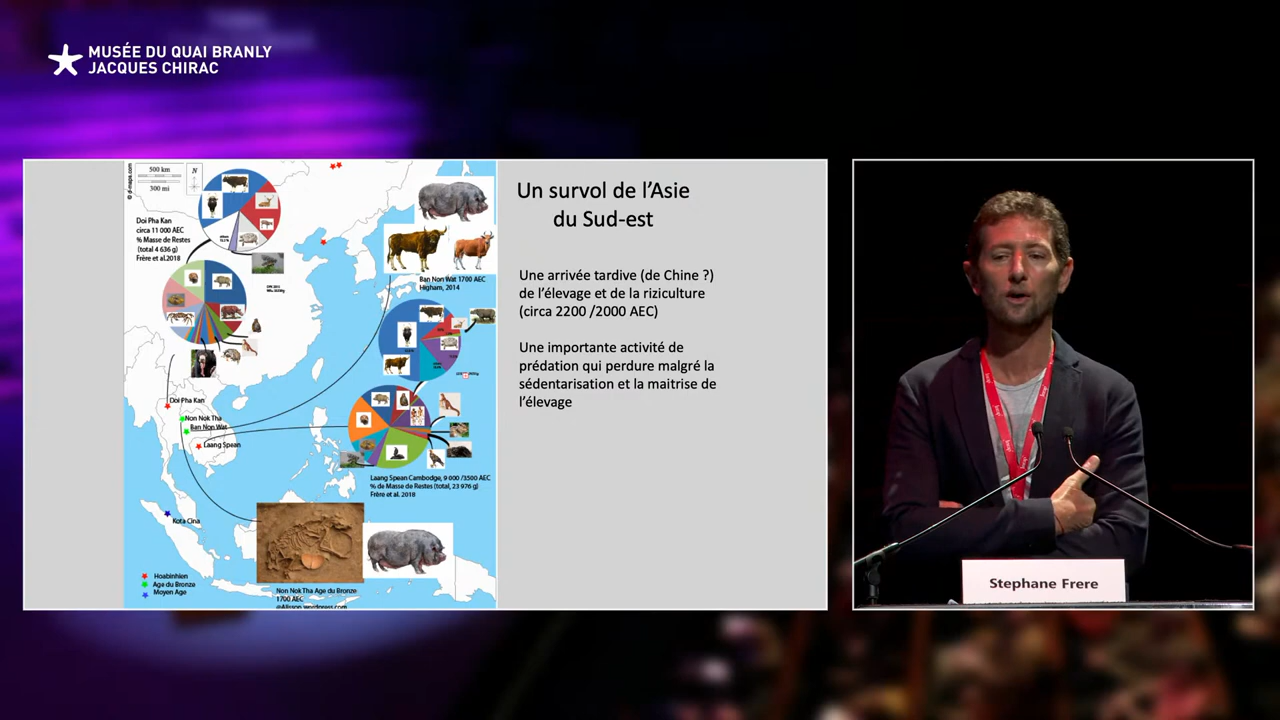 MUSÉE DU QUAI BRANLY
JACQUES CHIRAC
500 km
300 mi
N
© d-maps.com
Doi Pha Kan
circa 11 000 AEC
% Masse de Restes
(total 4 636 g)
Frère et al.2018
Ban Non Wat 1700 AEC
Higham, 2014
Doi Pha Kan
Non Nok Tha
Ban Non Wat
Laang Spean
Kota Cina
Laang Spean Cambodge, 9 000 /3500 AEC
% de Masse de Restes (total, 23 976 g)
Frère et al. 2018
Hoabinhien
Age du Bronze
Moyen Age
Non Nok Tha Age du Bronze
1700 AEC
@Allison.wordpress.com
Un survol de l’Asie
du Sud-est
Une arrivée tardive (de Chine ?)
de l’élevage et de la riziculture
(circa 2200 /2000 AEC)
Une importante activité de
prédation qui perdure malgré la
sédentarisation et la maitrise de
l’élevage
Stephane Frere